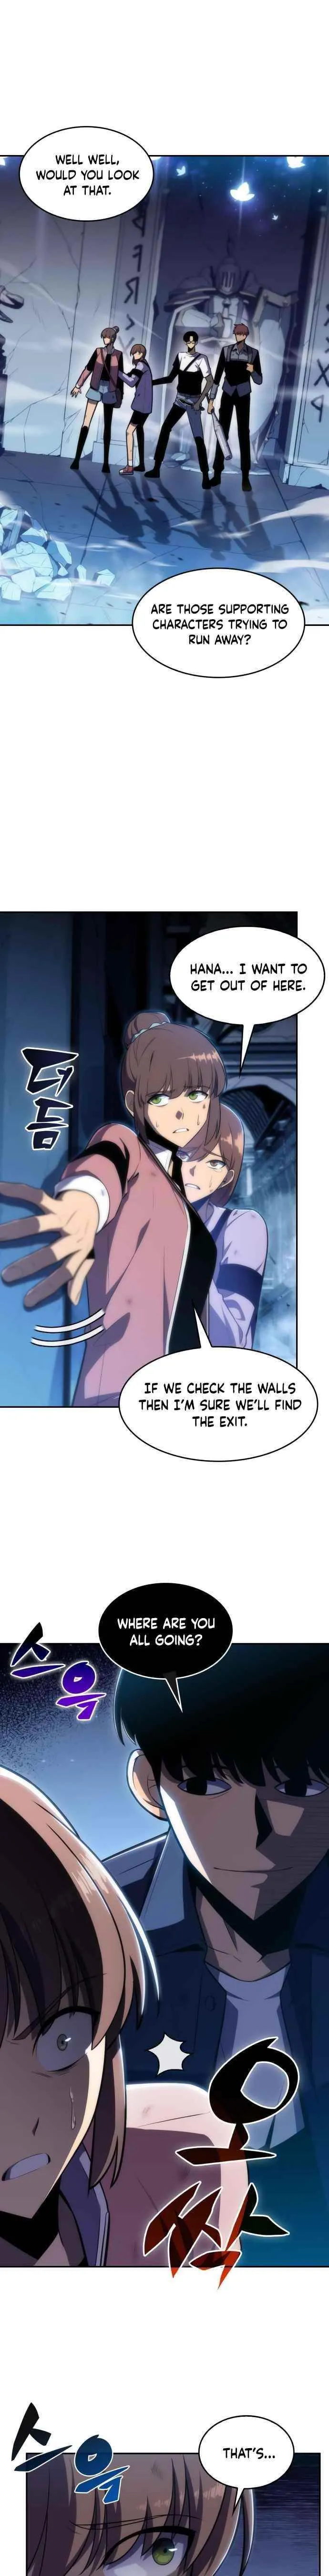 WELL WELL,
WOULD YOU LOOK
AT THAT.
ARE THOSE SUPPORTING
CHARACTERS TRYING TO
RUN AWAY?
HANA... I WANT TO
GET OUT OF HERE.
더듬
IF WE CHECK THE WALLS
THEN I'M SURE WE'LL FIND
THE EXIT.
WHERE ARE YOU
ALL GOING?
스윽
오싹
THAT'S...
스윽